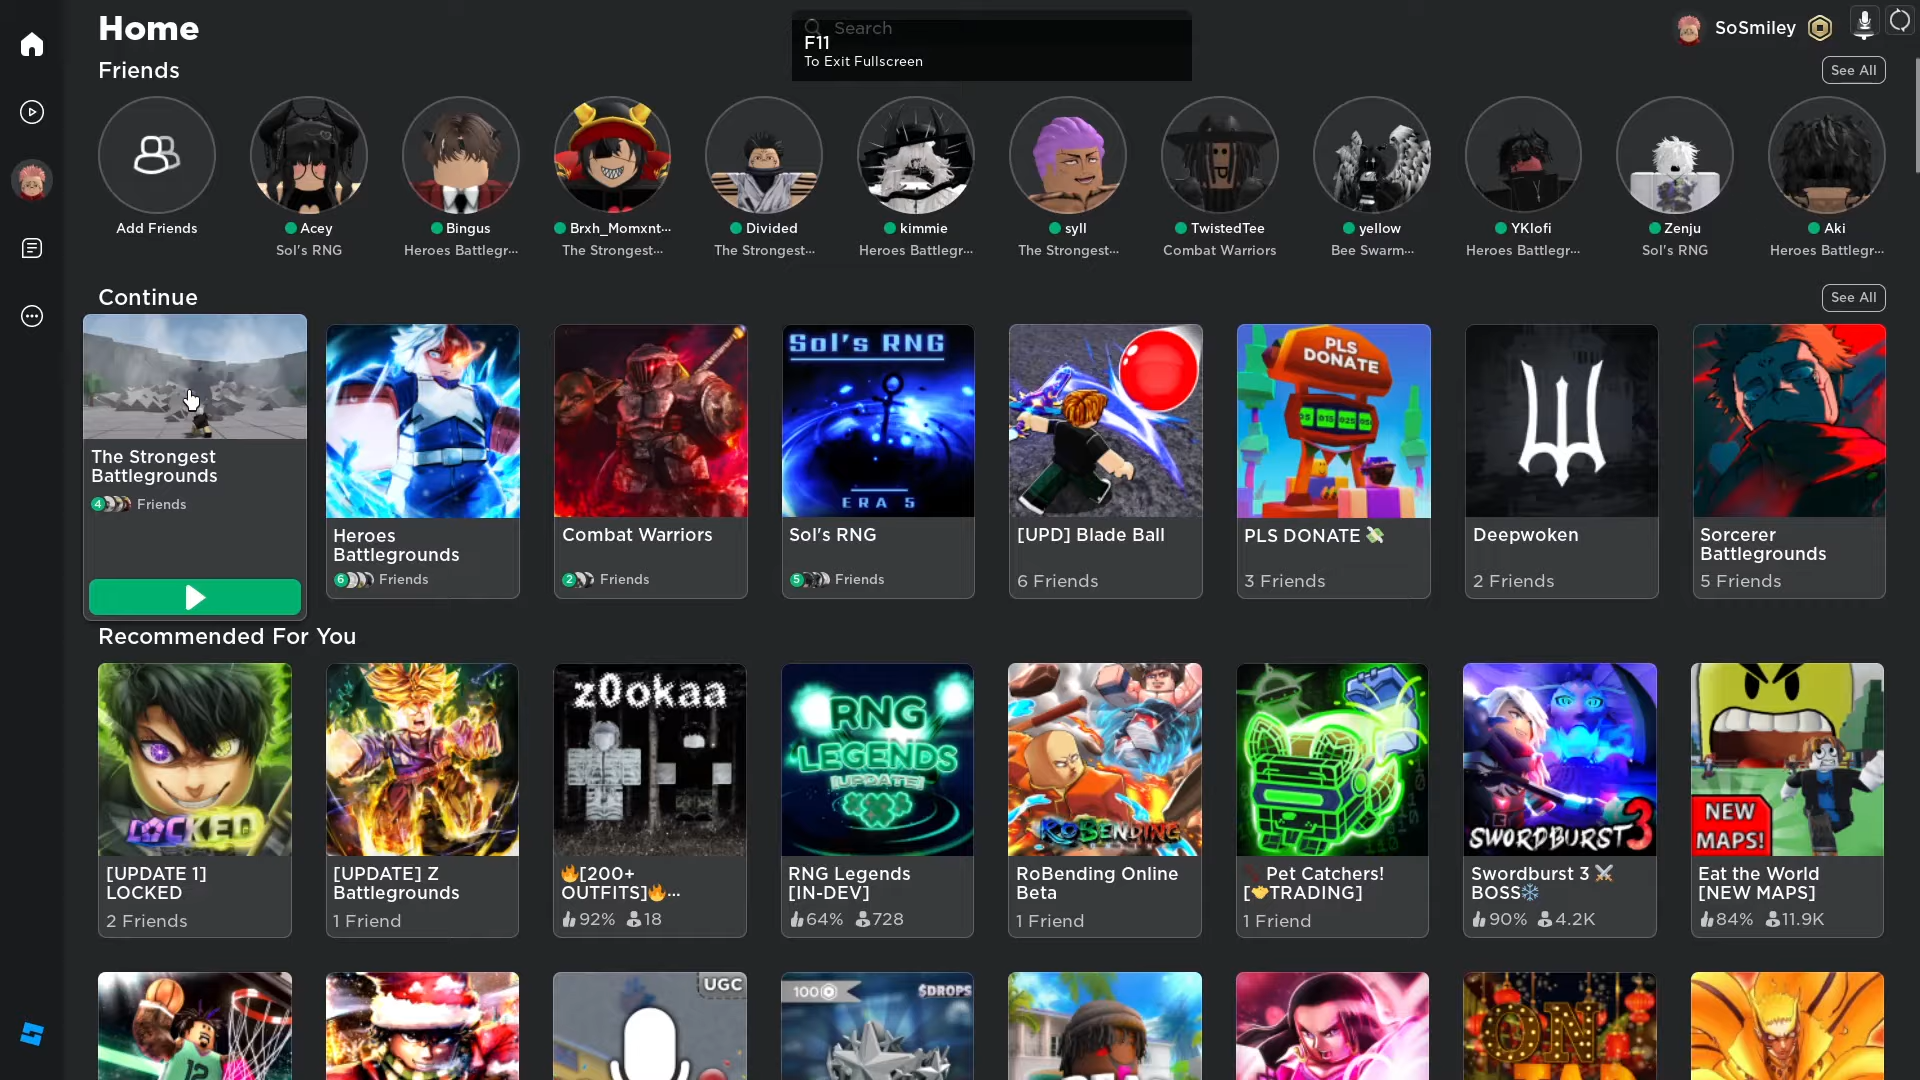 Home
Search
F11
To Exit Fullscreen
SoSmiley
Friends
See All
Add Friends
Acey
Sol's RNG
Bingus
Heroes Battlegr...
Brxh_Momxnt...
The Strongest...
Divided
The Strongest...
kimmie
Heroes Battlegr...
syll
The Strongest...
TwistedTee
Combat Warriors
yellow
Bee Swarm...
YKlofi
Heroes Battlegr...
Zenju
Sol's RNG
Aki
Heroes Battlegr...
Continue
See All
The Strongest
Battlegrounds
4 Friends
Heroes
Battlegrounds
6 Friends
Combat Warriors
2 Friends
Sol's RNG
ERA 5
Sol's RNG
5 Friends
[UPD] Blade Ball
6 Friends
PLS
DONATE
PLS DONATE 💸
3 Friends
Deepwoken
2 Friends
Sorcerer
Battlegrounds
5 Friends
Recommended For You
LOCKED
[UPDATE 1]
LOCKED
2 Friends
[UPDATE] Z
Battlegrounds
1 Friend
z0okaa
🔥[200+
OUTFITS]🔥...
92% 18
RNG
LEGENDS
[UPDATE]
RNG Legends
[IN-DEV]
64% 728
ROBENDING
RoBending Online
Beta
1 Friend
Pet Catchers!
[🤝TRADING]
1 Friend
SWORDBURST 3
Swordburst 3 ⚔️
BOSS❄️
90% 4.2K
NEW
MAPS!
Eat the World
[NEW MAPS]
84% 11.9K
12
UGC
100
$DROPS
ON